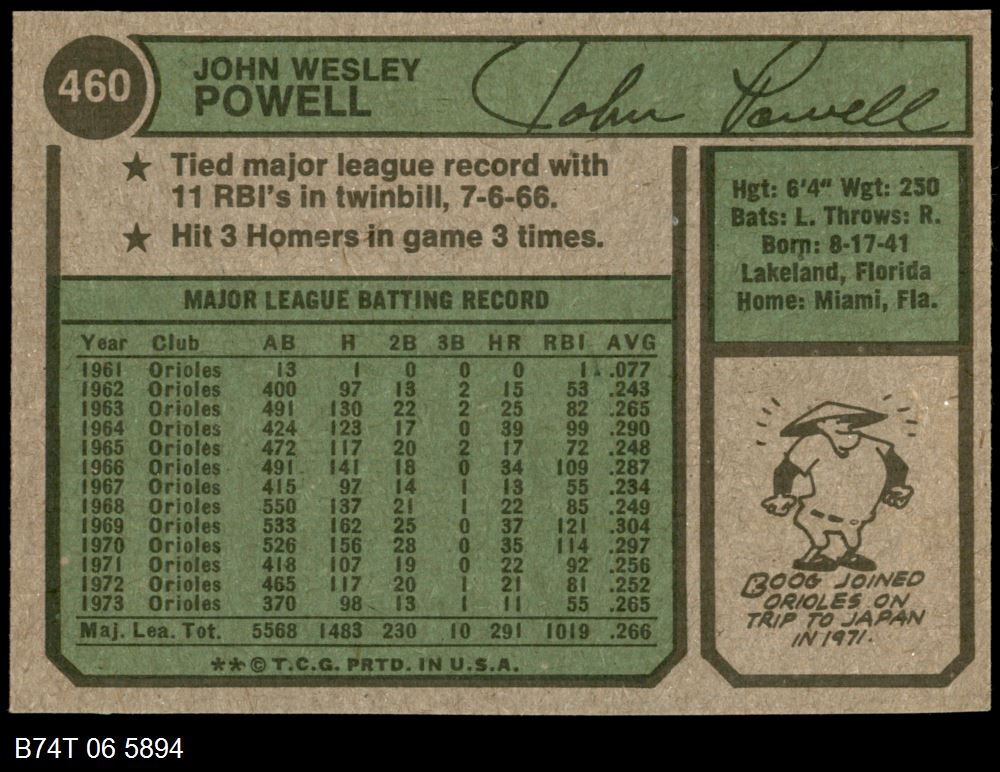 460
JOHN WESLEY
POWELL
John Powell
★ Tied major league record with
11 RBI's in twinbill, 7-6-66.
★ Hit 3 Homers in game 3 times.
Hgt: 6'4" Wgt: 250
Bats: L. Throws: R.
Born: 8-17-41
Lakeland, Florida
Home: Miami, Fla.
MAJOR LEAGUE BATTING RECORD
Year Club AB H 2B 3B HR RBI AVG
1961 Orioles 13 1 0 0 0 1 .077
1962 Orioles 400 97 13 2 15 53 .243
1963 Orioles 491 130 22 2 25 82 .265
1964 Orioles 424 123 17 0 39 99 .290
1965 Orioles 472 117 20 2 17 72 .248
1966 Orioles 491 141 18 0 34 109 .287
1967 Orioles 415 97 14 1 13 55 .234
1968 Orioles 550 137 21 1 22 85 .249
1969 Orioles 533 162 25 0 37 121 .304
1970 Orioles 526 156 28 0 35 114 .297
1971 Orioles 418 107 19 0 22 92 .256
1972 Orioles 465 117 20 1 21 81 .252
1973 Orioles 370 98 13 1 11 55 .265
Maj. Lea. Tot. 5568 1483 230 10 291 1019 .266
**© T.C.G. PRTD. IN U.S.A.
BOOG JOINED
ORIOLES ON
TRIP TO JAPAN
IN 1971.
B74T 06 5894